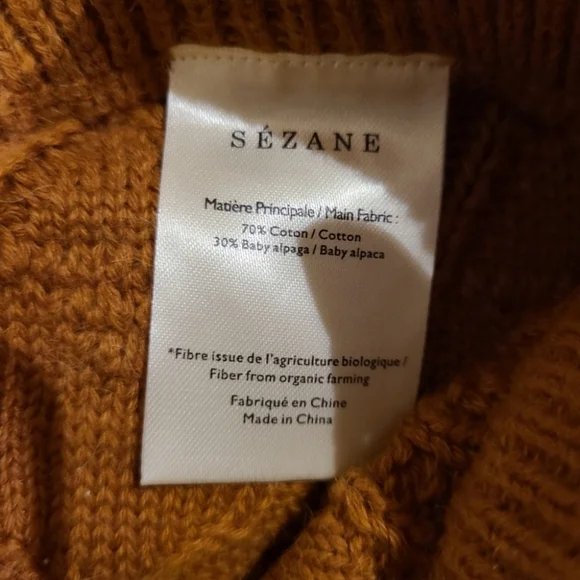 SÉZANE
Matière Principale / Main Fabric :
70% Coton / Cotton
30% Baby alpaga / Baby alpaca
*Fibre issue de l'agriculture biologique /
Fiber from organic farming
Fabriqué en Chine
Made in China